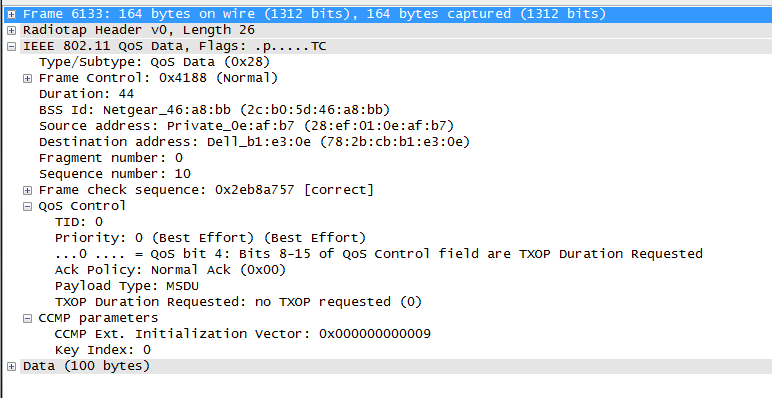 Frame 6133: 164 bytes on wire (1312 bits), 164 bytes captured (1312 bits)
Radiotap Header v0, Length 26
IEEE 802.11 QoS Data, Flags: .p.....TC
Type/Subtype: QoS Data (0x28)
Frame Control: 0x4188 (Normal)
Duration: 44
BSS Id: Netgear_46:a8:bb (2c:b0:5d:46:a8:bb)
Source address: Private_0e:af:b7 (28:ef:01:0e:af:b7)
Destination address: Dell_b1:e3:0e (78:2b:cb:b1:e3:0e)
Fragment number: 0
Sequence number: 10
Frame check sequence: 0x2eb8a757 [correct]
QoS Control
TID: 0
Priority: 0 (Best Effort) (Best Effort)
...0 .... = QoS bit 4: Bits 8-15 of QoS Control field are TXOP Duration Requested
Ack Policy: Normal Ack (0x00)
Payload Type: MSDU
TXOP Duration Requested: no TXOP requested (0)
CCMP parameters
CCMP Ext. Initialization Vector: 0x000000000009
Key Index: 0
Data (100 bytes)